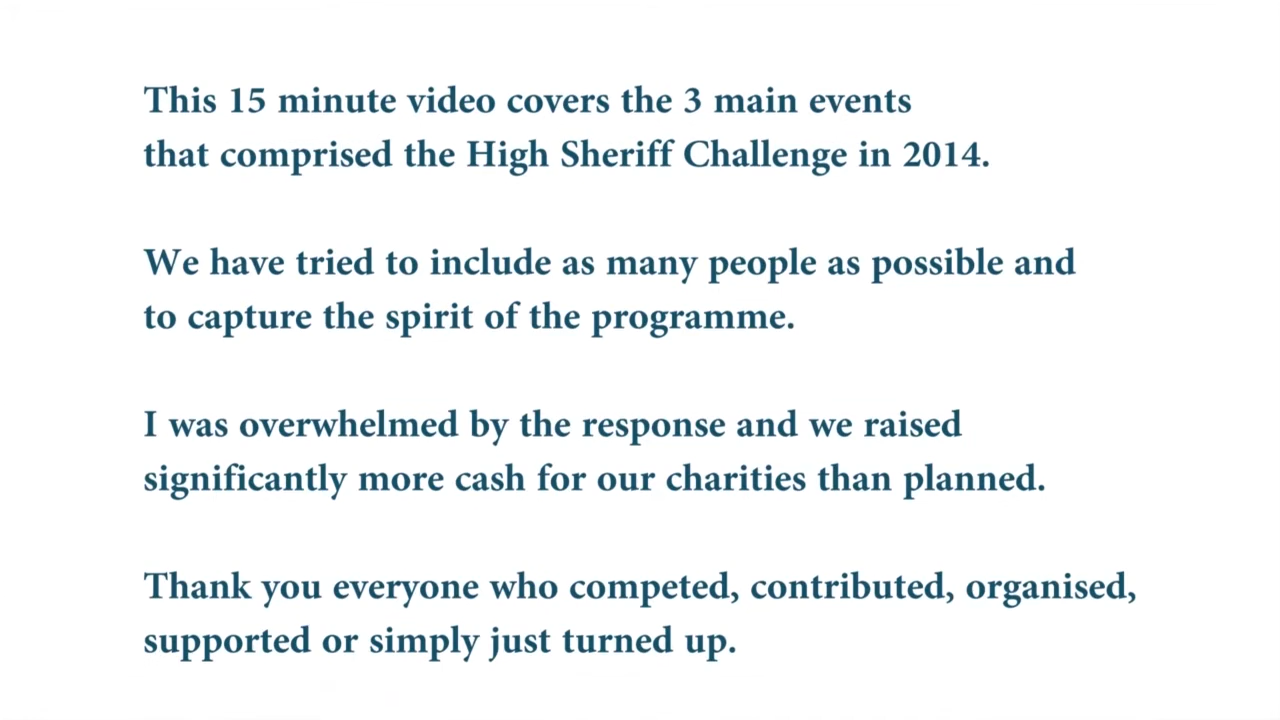 This 15 minute video covers the 3 main events
that comprised the High Sheriff Challenge in 2014.
We have tried to include as many people as possible and
to capture the spirit of the programme.
I was overwhelmed by the response and we raised
significantly more cash for our charities than planned.
Thank you everyone who competed, contributed, organised,
supported or simply just turned up.